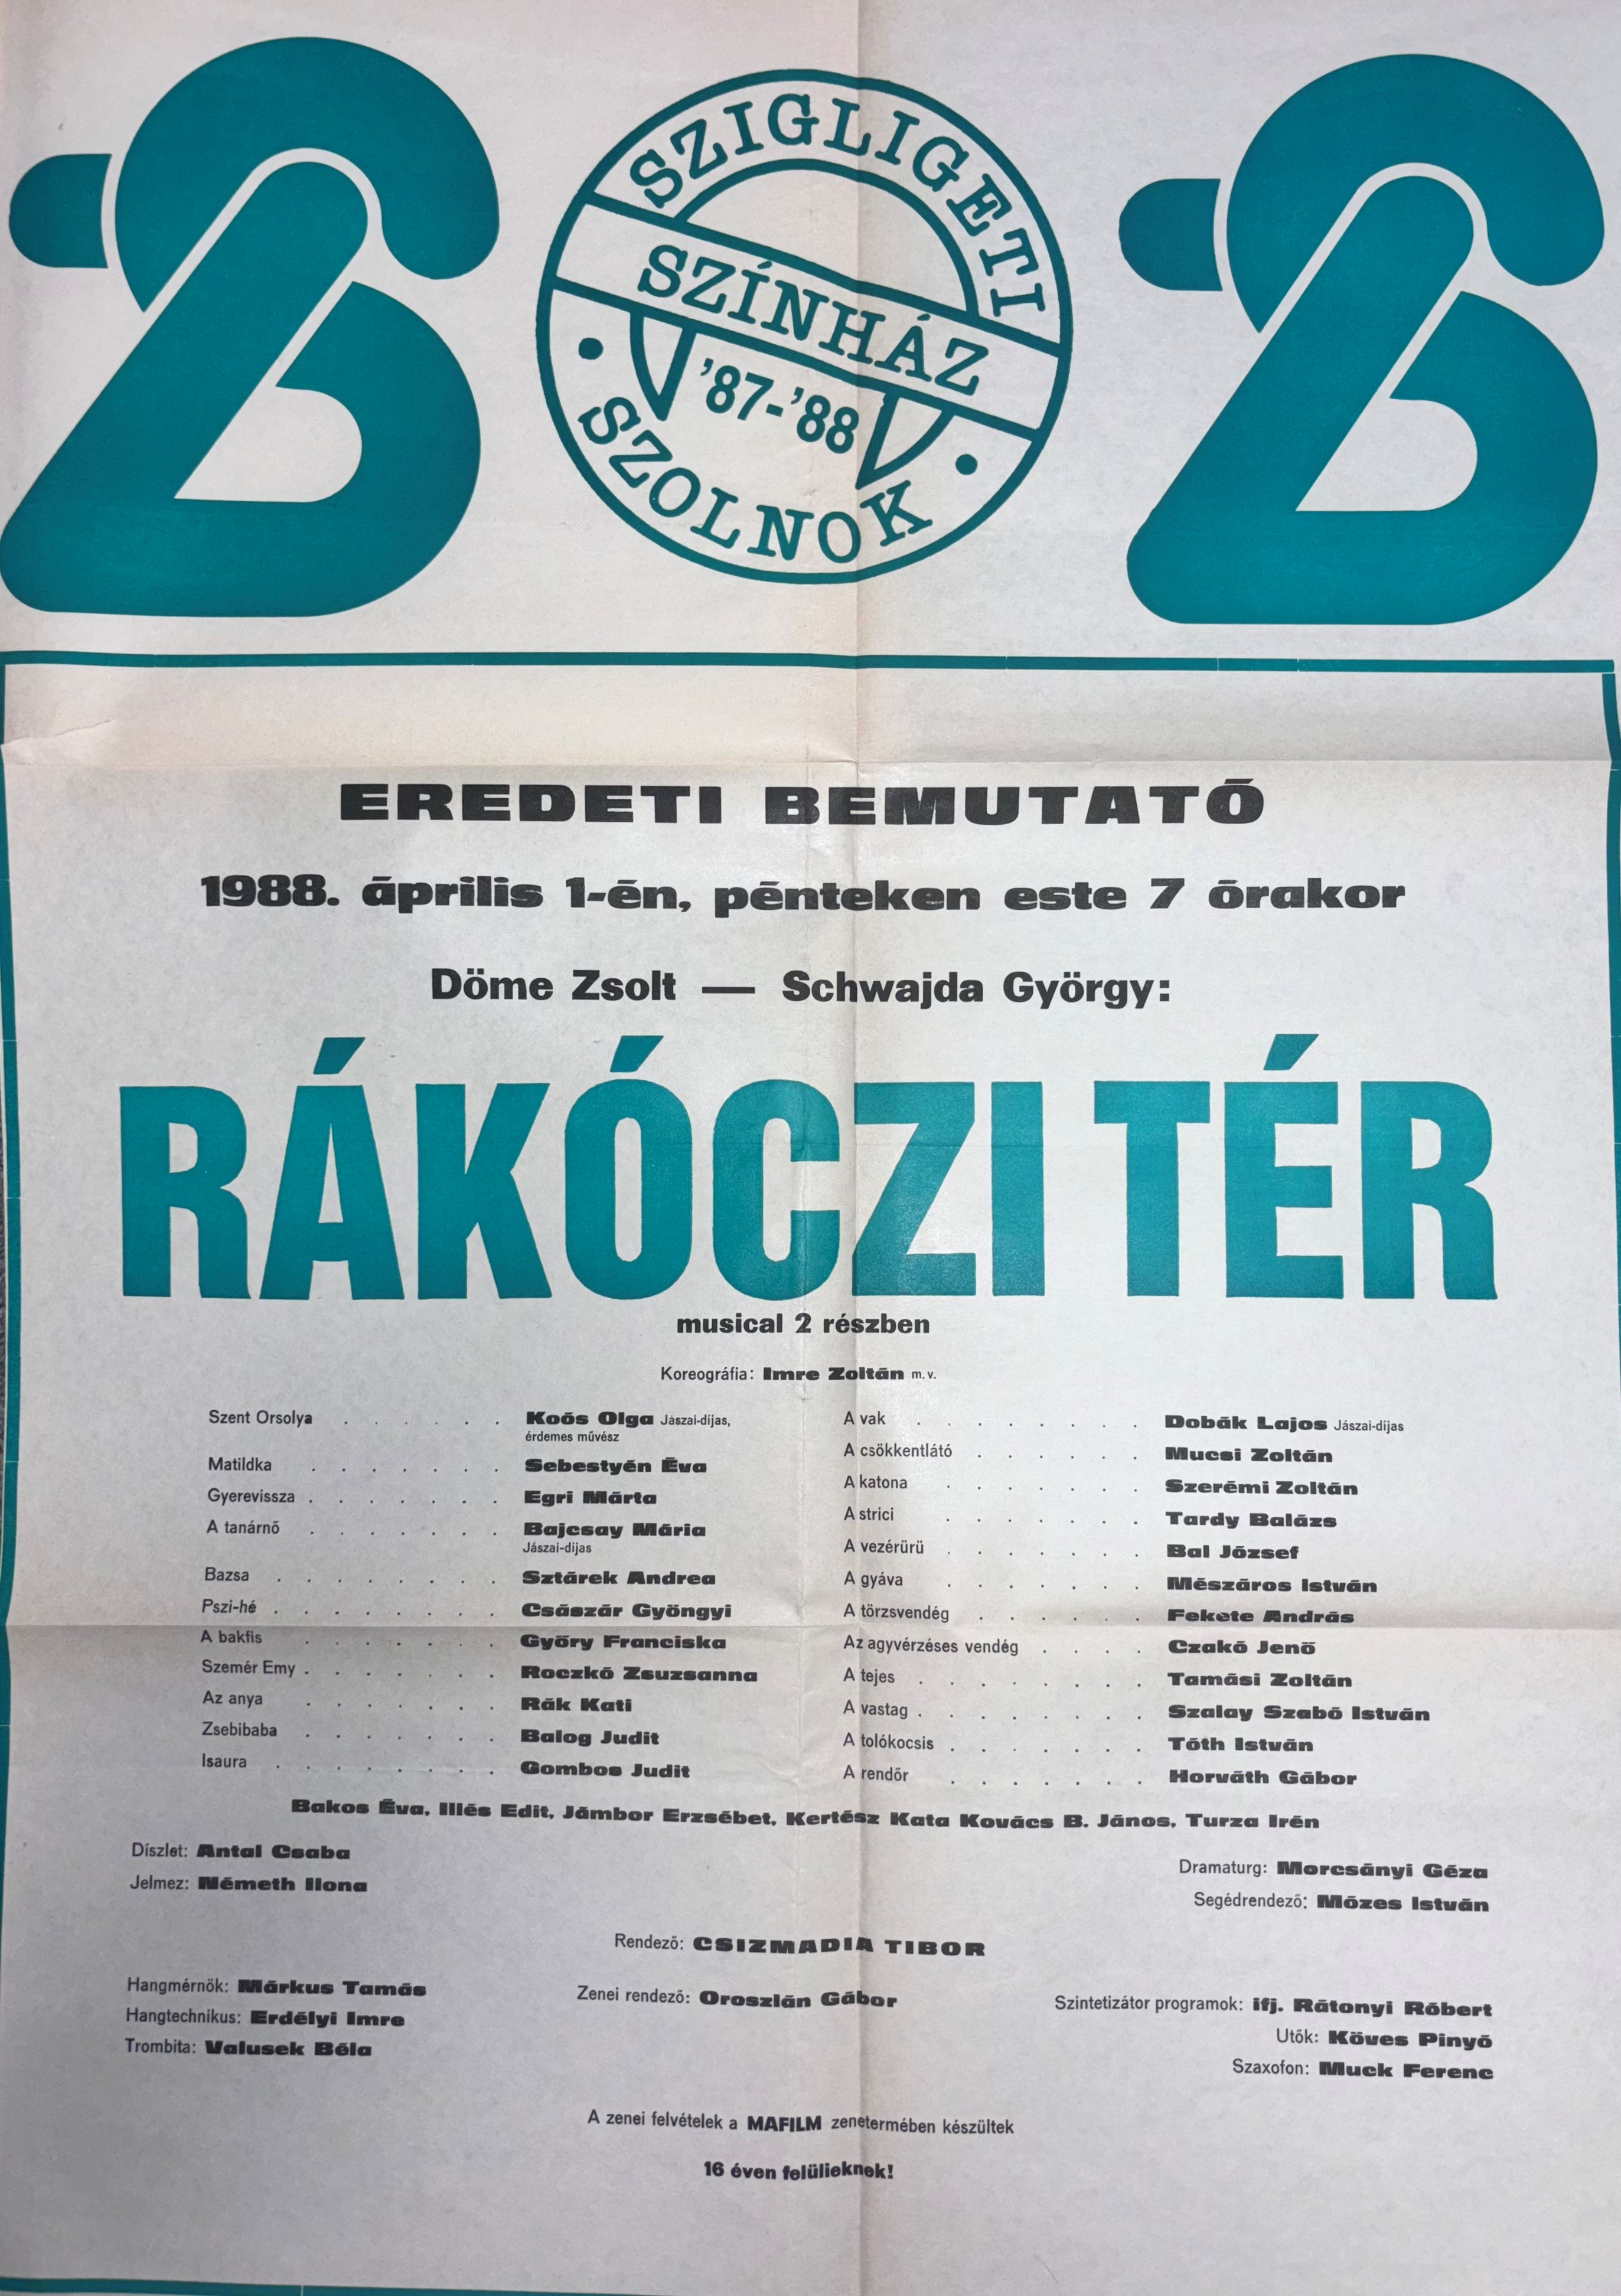 SZIGLIGETI
SZÍNHÁZ
'87-'88
SZOLNOK
EREDETI BEMUTATÓ
1988. április 1-én, pénteken este 7 órakor
Döme Zsolt — Schwajda György:
RÁKÓCZI TÉR
musical 2 részben
Koreográfia: Imre Zoltán m. v.
Szent Orsolya . . . . . . Koós Olga Jászai-díjas,
érdemes művész
Matildka . . . . . . . Sebestyén Éva
Gyerevissza . . . . . . . Egri Márta
A tanárnő . . . . . . . Bajcsay Mária
Jászai-díjas
Bazsa . . . . . . . . Sztárek Andrea
Pszi-hé . . . . . . . . Császár Gyöngyi
A bakfis . . . . . . . Győry Franciska
Szemér Emy . . . . . . . Roczkó Zsuzsanna
Az anya . . . . . . . Rák Kati
Zsebibaba . . . . . . . Balog Judit
Isaura . . . . . . . . Gombos Judit
A vak . . . . . . . . Dobák Lajos Jászai-díjas
A csökkentlátó . . . . . . Mucsi Zoltán
A katona . . . . . . . Szerémi Zoltán
A strici . . . . . . . Tardy Balázs
A vezérürü . . . . . . . Bal József
A gyáva . . . . . . . Mészáros István
A törzsvendég . . . . . . Fekete András
Az agyvérzéses vendég . . . . Czakó Jenő
A tejes . . . . . . . . Tamási Zoltán
A vastag . . . . . . . . Szalay Szabó István
A tolókocsis . . . . . . . Tóth István
A rendőr . . . . . . . Horváth Gábor
Bakos Éva, Illés Edit, Jámbor Erzsébet, Kertész Kata Kovács B. János, Turza Irén
Díszlet: Antal Csaba
Jelmez: Németh Ilona
Dramaturg: Morcsányi Géza
Segédrendező: Mózes István
Rendező: CSIZMADIA TIBOR
Hangmérnök: Márkus Tamás
Hangtechnikus: Erdélyi Imre
Trombita: Valusek Béla
Zenei rendező: Oroszlán Gábor
Szintetizátor programok: ifj. Rátonyi Róbert
Utők: Köves Pinyó
Szaxofon: Muck Ferenc
A zenei felvételek a MAFILM zenetermében készültek
16 éven felülieknek!